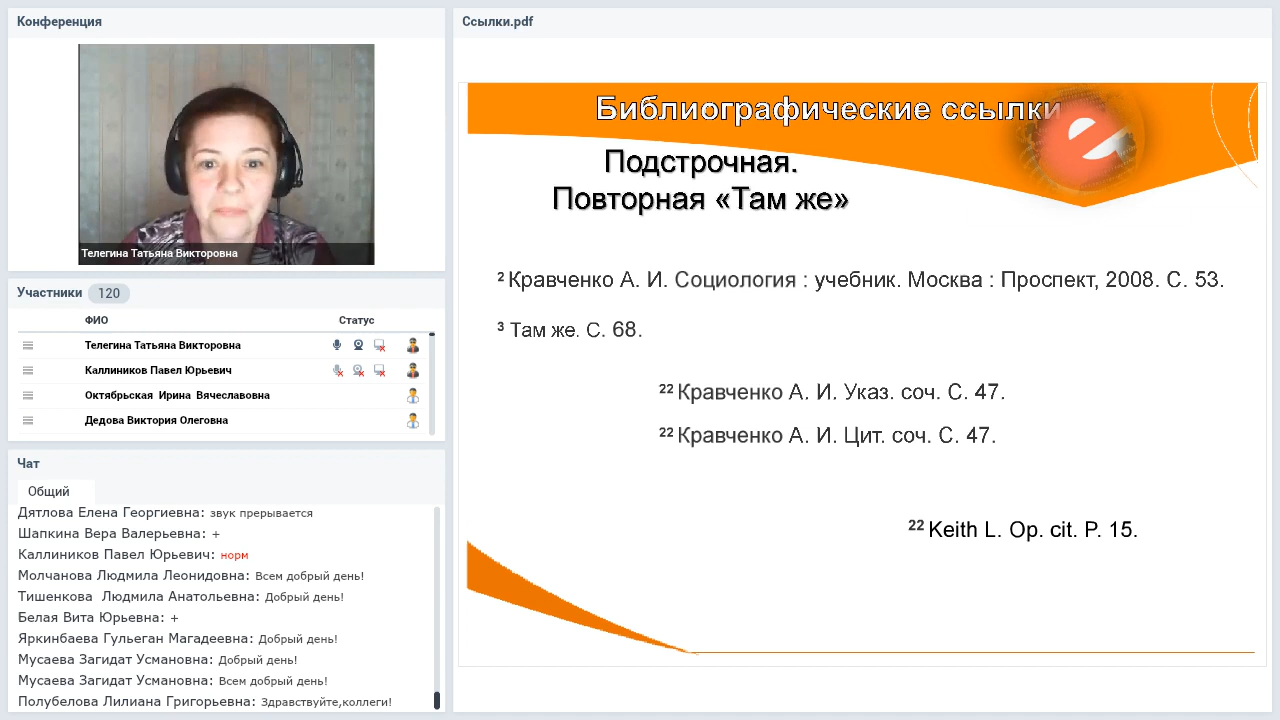 Конференция
Телегина Татьяна Викторовна
Участники 120
ФИО Статус
Телегина Татьяна Викторовна
Каллиников Павел Юрьевич
Октябрьская Ирина Вячеславовна
Дедова Виктория Олеговна
Чат
Общий
Дятлова Елена Георгиевна: звук прерывается
Шапкина Вера Валерьевна: +
Каллиников Павел Юрьевич: норм
Молчанова Людмила Леонидовна: Всем добрый день!
Тишенкова Людмила Анатольевна: Добрый день!
Белая Вита Юрьевна: +
Яркинбаева Гульеган Магадеевна: Добрый день!
Мусаева Загидат Усмановна: Добрый день!
Мусаева Загидат Усмановна: Всем добрый день!
Полубелова Лилиана Григорьевна: Здравствуйте,коллеги!
Ссылки.pdf
Библиографические ссылки
Подстрочная.
Повторная «Там же»
2 Кравченко А. И. Социология : учебник. Москва : Проспект, 2008. С. 53.
3 Там же. С. 68.
22 Кравченко А. И. Указ. соч. С. 47.
22 Кравченко А. И. Цит. соч. С. 47.
22 Keith L. Op. cit. P. 15.